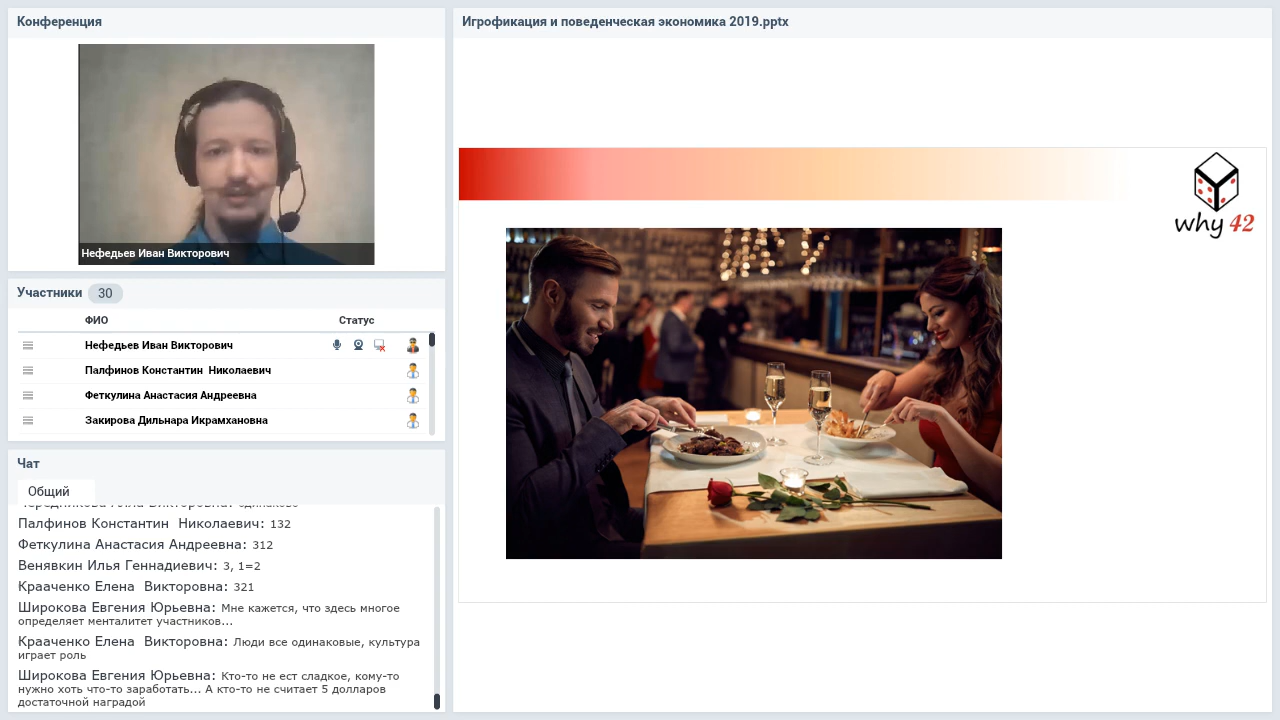 Конференция
Нефедьев Иван Викторович
Участники 30
ФИО Статус
Нефедьев Иван Викторович
Палфинов Константин  Николаевич
Феткулина Анастасия Андреевна
Закирова Дильнара Икрамхановна
Чат
Общий
Палфинов Константин  Николаевич: 132
Феткулина Анастасия Андреевна: 312
Венявкин Илья Геннадиевич: 3, 1=2
Крааченко Елена  Викторовна: 321
Широкова Евгения Юрьевна: Мне кажется, что здесь многое
определяет менталитет участников...
Крааченко Елена  Викторовна: Люди все одинаковые, культура
играет роль
Широкова Евгения Юрьевна: Кто-то не ест сладкое, кому-то
нужно хоть что-то заработать... А кто-то не считает 5 долларов
достаточной наградой
Игрофикация и поведенческая экономика 2019.pptx
why 42